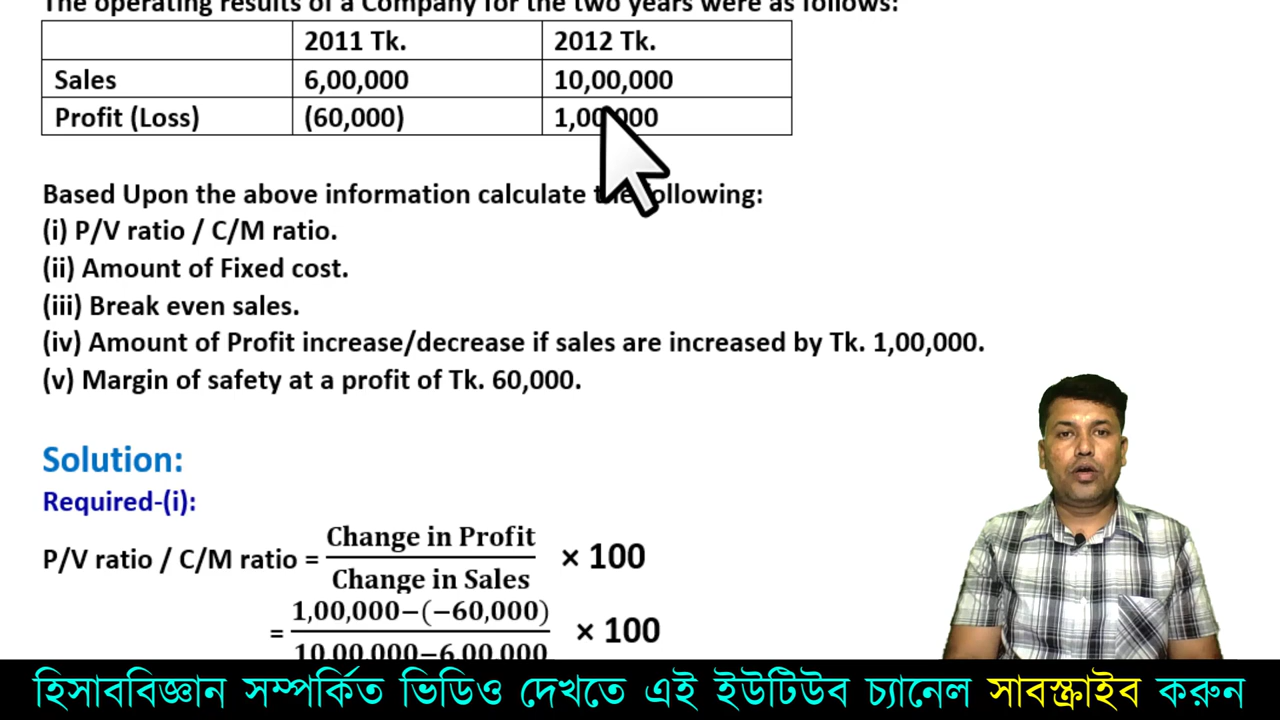 The operating results of a Company for the two years were as follows:
2011 Tk. 2012 Tk.
Sales 6,00,000 10,00,000
Profit (Loss) (60,000) 1,00,000
Based Upon the above information calculate the following:
(i) P/V ratio / C/M ratio.
(ii) Amount of Fixed cost.
(iii) Break even sales.
(iv) Amount of Profit increase/decrease if sales are increased by Tk. 1,00,000.
(v) Margin of safety at a profit of Tk. 60,000.
Solution:
Required-(i):
P/V ratio / C/M ratio = Change in Profit / Change in Sales × 100
= 1,00,000−(−60,000) / 10,00,000−6,00,000 × 100
হিসাববিজ্ঞান সম্পর্কিত ভিডিও দেখতে এই ইউটিউব চ্যানেল সাবস্ক্রাইব করুন